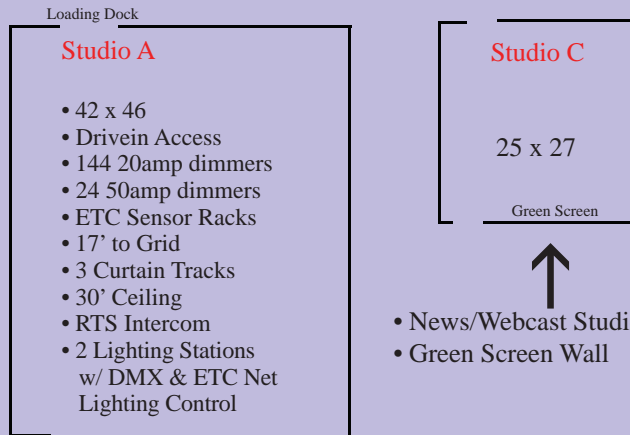 Loading Dock
Studio A
• 42 x 46
• Drivein Access
• 144 20amp dimmers
• 24 50amp dimmers
• ETC Sensor Racks
• 17’ to Grid
• 3 Curtain Tracks
• 30’ Ceiling
• RTS Intercom
• 2 Lighting Stations
w/ DMX & ETC Net
Lighting Control
Studio C
25 x 27
Green Screen
• News/Webcast Studi
• Green Screen Wall